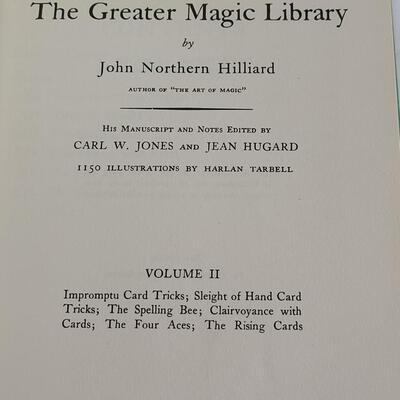 The Greater Magic Library
by
John Northern Hilliard
AUTHOR OF "THE ART OF MAGIC"
His Manuscript and Notes Edited by
CARL W. JONES AND JEAN HUGARD
1150 ILLUSTRATIONS BY HARLAN TARBELL
VOLUME II
Impromptu Card Tricks; Sleight of Hand Card
Tricks; The Spelling Bee; Clairvoyance with
Cards; The Four Aces; The Rising Cards